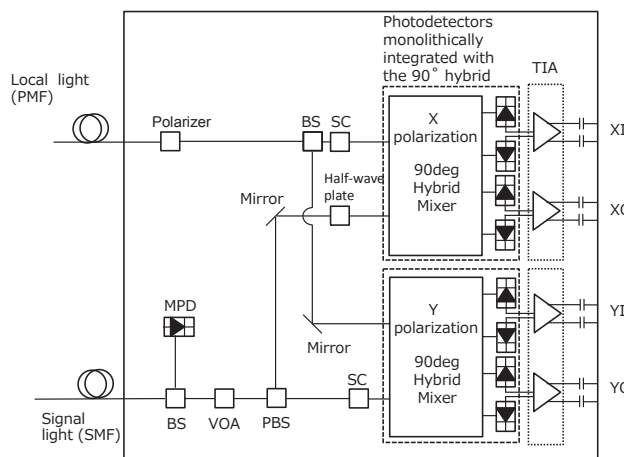 Photodetectors
monolithically
integrated with
the 90° hybrid
TIA
Local light
(PMF)
Polarizer
BS
SC
X
polarization
90deg
Hybrid
Mixer
XI
XQ
Half-wave
plate
Mirror
MPD
Mirror
Y
polarization
90deg
Hybrid
Mixer
YI
YQ
SC
Signal
light (SMF)
BS
VOA
PBS